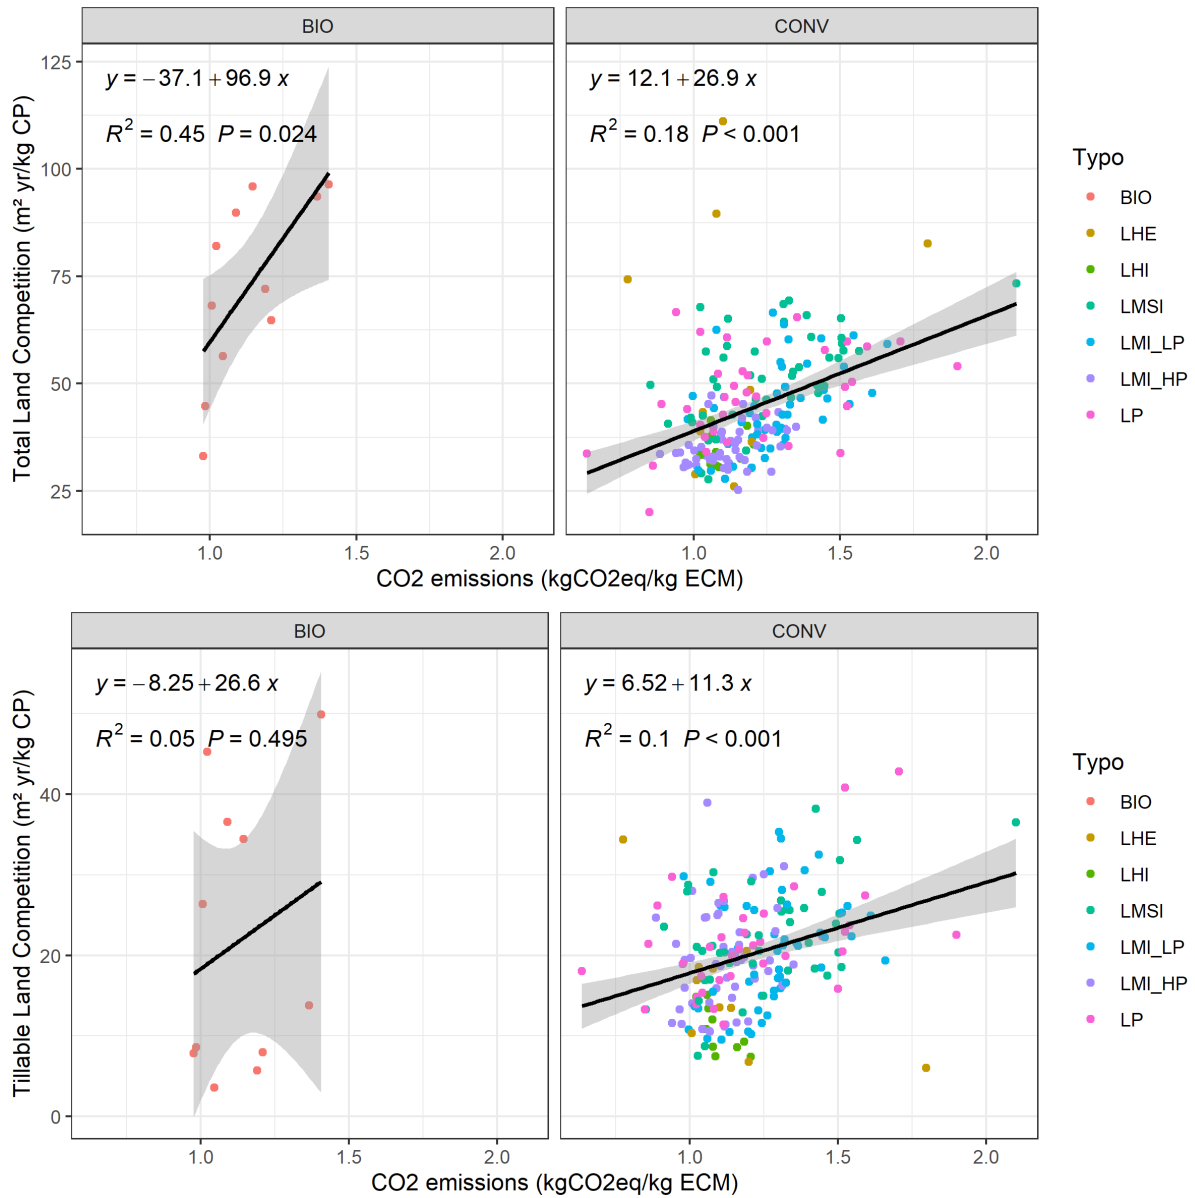 BIO
CONV
y = −37.1 + 96.9 x
R² = 0.45 P = 0.024
y = 12.1 + 26.9 x
R² = 0.18 P < 0.001
Total Land Competition (m² yr/kg CP)
125
100
75
50
25
1.0
1.5
2.0
1.0
1.5
2.0
CO2 emissions (kgCO2eq/kg ECM)
Typo
BIO
LHE
LHI
LMSI
LMI_LP
LMI_HP
LP
BIO
CONV
y = −8.25 + 26.6 x
R² = 0.05 P = 0.495
y = 6.52 + 11.3 x
R² = 0.1 P < 0.001
Tillable Land Competition (m² yr/kg CP)
40
20
0
1.0
1.5
2.0
1.0
1.5
2.0
CO2 emissions (kgCO2eq/kg ECM)
Typo
BIO
LHE
LHI
LMSI
LMI_LP
LMI_HP
LP